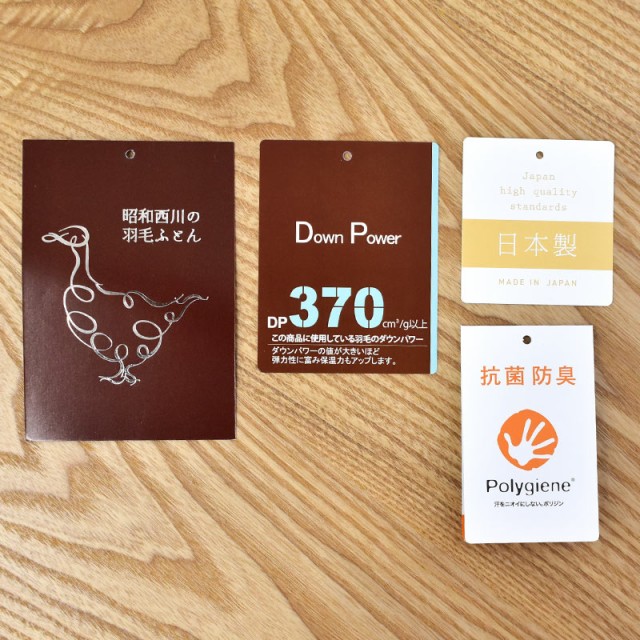 昭和西川の
羽毛ふとん
Down Power
DP 370 cm³/g以上
この商品に使用している羽毛のダウンパワー
ダウンパワーの値が大きいほど
弾力性に富み保温力もアップします。
Japan
high quality
standards
日本製
MADE IN JAPAN
抗菌防臭
Polygiene®
汗をニオイにしない。ポリジン